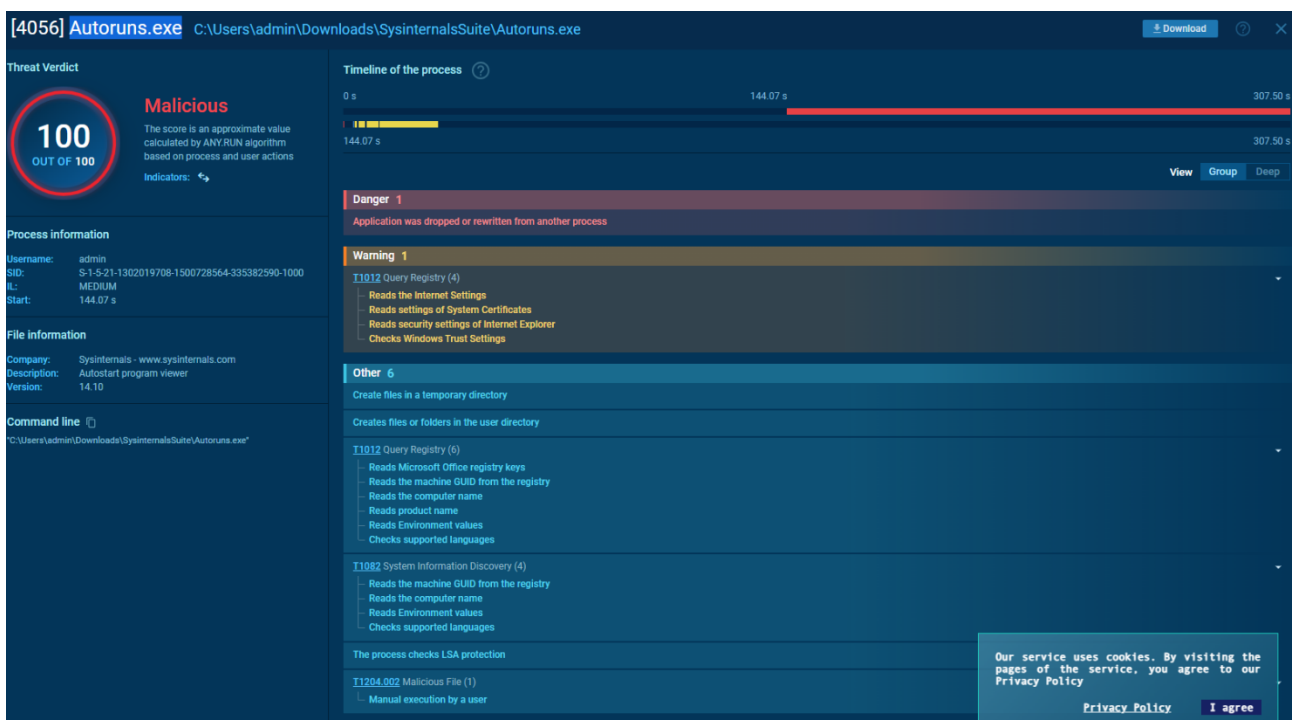 [4056] Autoruns.exe C:\Users\admin\Downloads\SysinternalsSuite\Autoruns.exe
Download
?
Threat Verdict
100
OUT OF 100
Malicious
The score is an approximate value
calculated by ANY.RUN algorithm
based on process and user actions
Indicators:
Process information
Username: admin
SID: S-1-5-21-1302019708-1500728564-335382590-1000
IL: MEDIUM
Start: 144.07 s
File information
Company: Sysinternals - www.sysinternals.com
Description: Autostart program viewer
Version: 14.10
Command line
"C:\Users\admin\Downloads\SysinternalsSuite\Autoruns.exe"
Timeline of the process ?
0 s 144.07 s 307.50 s
144.07 s 307.50 s
View Group Deep
Danger 1
Application was dropped or rewritten from another process
Warning 1
T1012 Query Registry (4)
Reads the Internet Settings
Reads settings of System Certificates
Reads security settings of Internet Explorer
Checks Windows Trust Settings
Other 6
Create files in a temporary directory
Creates files or folders in the user directory
T1012 Query Registry (6)
Reads Microsoft Office registry keys
Reads the machine GUID from the registry
Reads the computer name
Reads product name
Reads Environment values
Checks supported languages
T1082 System Information Discovery (4)
Reads the machine GUID from the registry
Reads the computer name
Reads Environment values
Checks supported languages
The process checks LSA protection
T1204.002 Malicious File (1)
Manual execution by a user
Our service uses cookies. By visiting the
pages of the service, you agree to our
Privacy Policy
Privacy Policy I agree